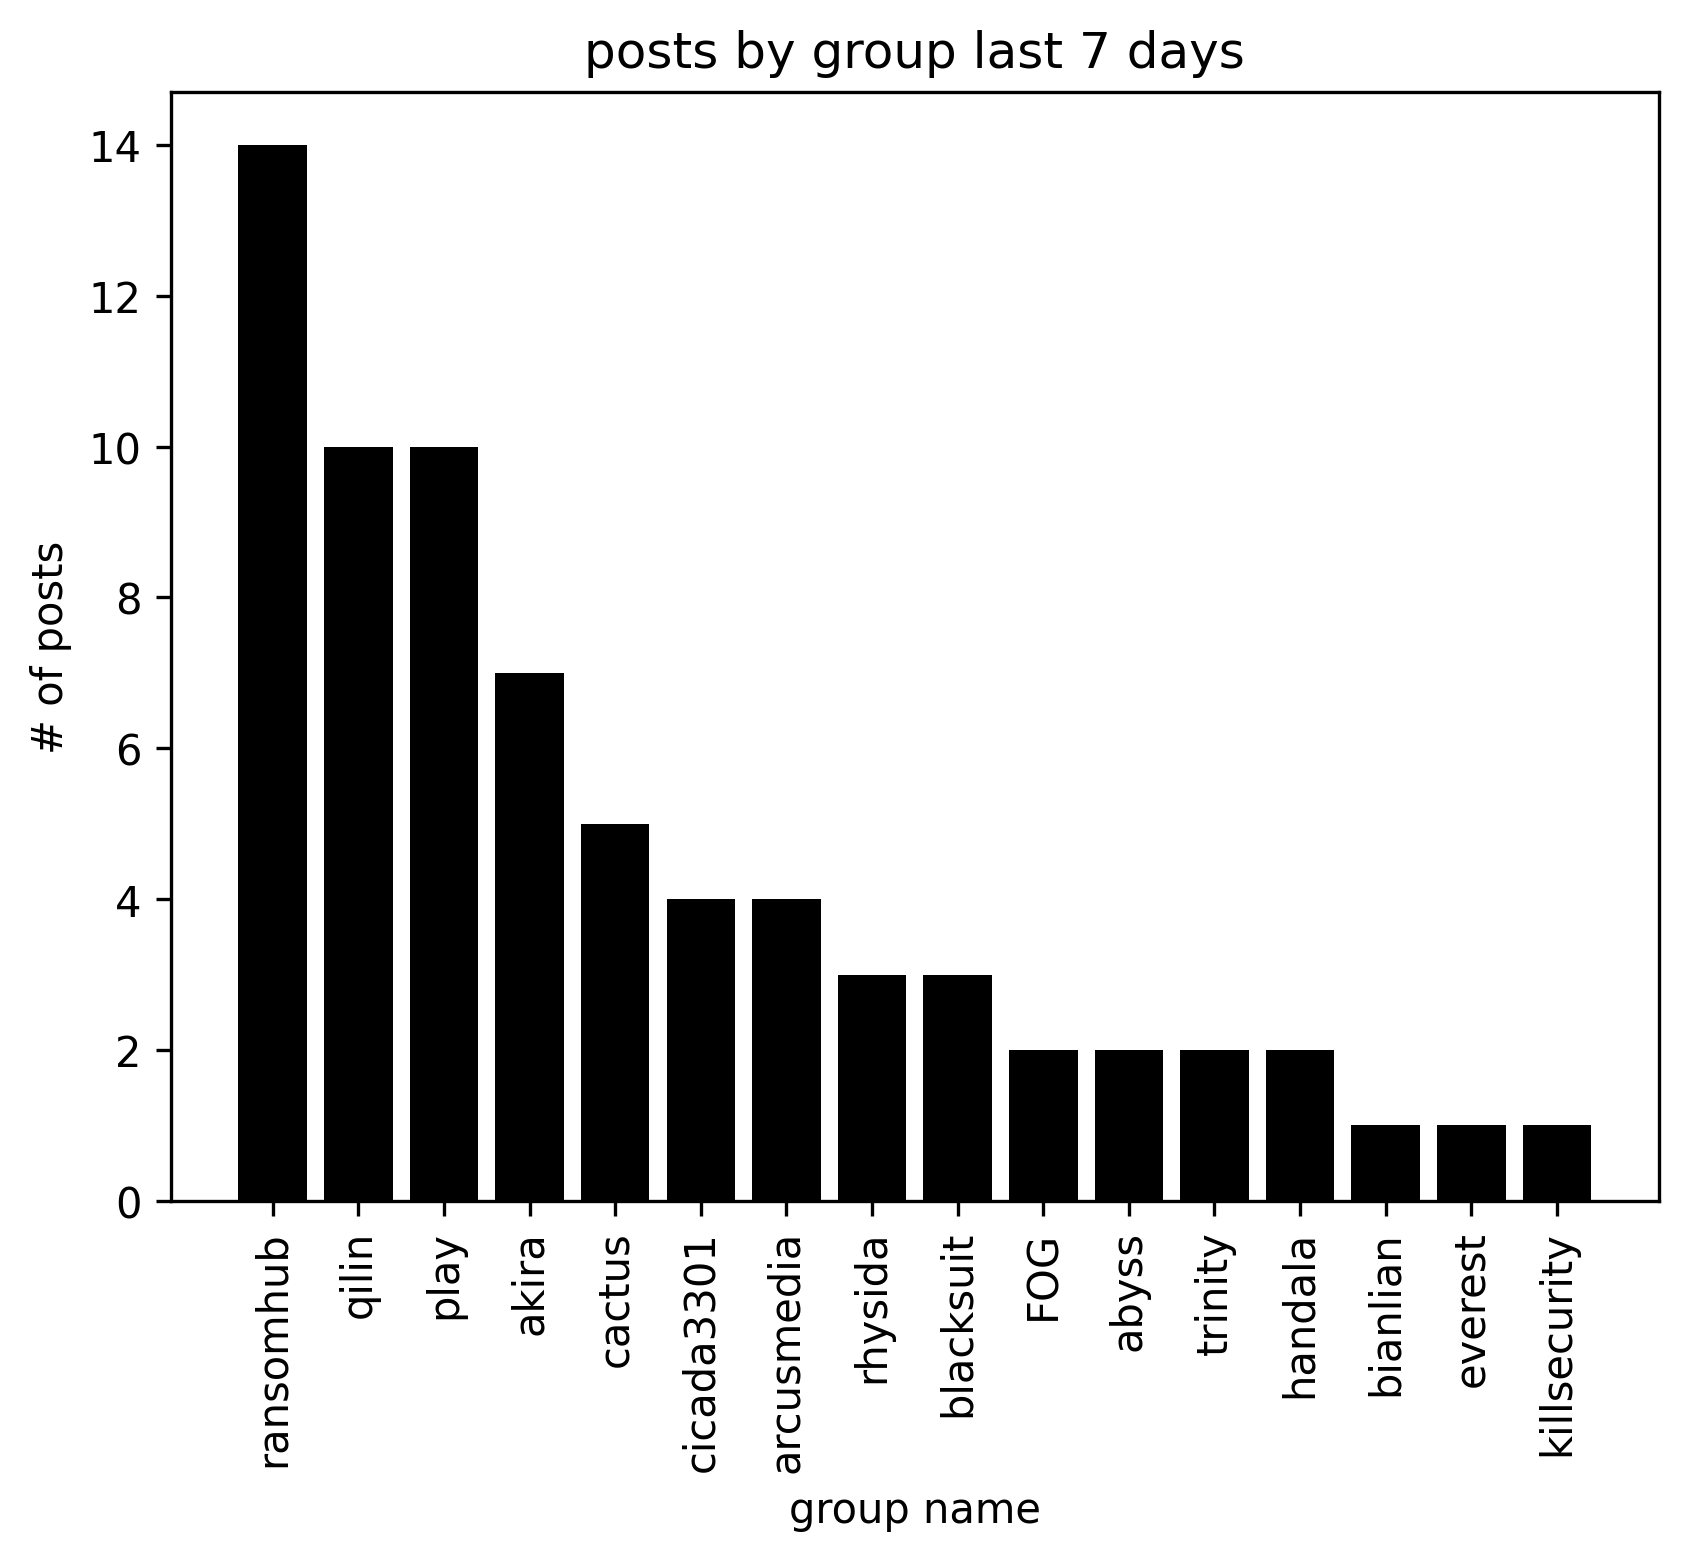 posts by group last 7 days
14
12
10
8
6
4
2
0
# of posts
ransomhub
qilin
play
akira
cactus
cicada3301
arcusmedia
rhysida
blacksuit
FOG
abyss
trinity
handala
bianlian
everest
killsecurity
group name